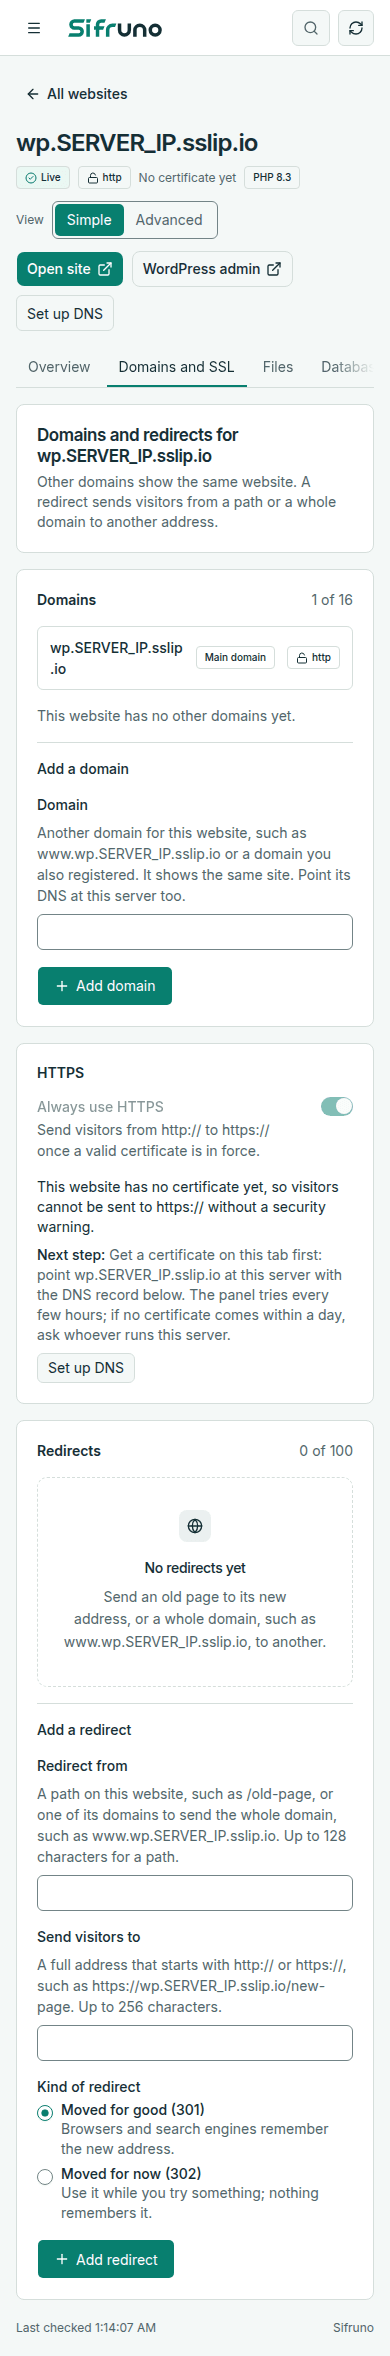 Sifruno
All websites
wp.SERVER_IP.sslip.io
Live
http
No certificate yet
PHP 8.3
View
Simple
Advanced
Open site
WordPress admin
Set up DNS
Overview
Domains and SSL
Files
Databas
Domains and redirects for
wp.SERVER_IP.sslip.io
Other domains show the same website. A
redirect sends visitors from a path or a whole
domain to another address.
Domains
1 of 16
wp.SERVER_IP.sslip
.io
Main domain
http
This website has no other domains yet.
Add a domain
Domain
Another domain for this website, such as
www.wp.SERVER_IP.sslip.io or a domain you
also registered. It shows the same site. Point its
DNS at this server too.
Add domain
HTTPS
Always use HTTPS
Send visitors from http:// to https://
once a valid certificate is in force.
This website has no certificate yet, so visitors
cannot be sent to https:// without a security
warning.
Next step: Get a certificate on this tab first:
point wp.SERVER_IP.sslip.io at this server with
the DNS record below. The panel tries every
few hours; if no certificate comes within a day,
ask whoever runs this server.
Set up DNS
Redirects
0 of 100
No redirects yet
Send an old page to its new
address, or a whole domain, such as
www.wp.SERVER_IP.sslip.io, to another.
Add a redirect
Redirect from
A path on this website, such as /old-page, or
one of its domains to send the whole domain,
such as www.wp.SERVER_IP.sslip.io. Up to 128
characters for a path.
Send visitors to
A full address that starts with http:// or https://,
such as https://wp.SERVER_IP.sslip.io/new-
page. Up to 256 characters.
Kind of redirect
Moved for good (301)
Browsers and search engines remember
the new address.
Moved for now (302)
Use it while you try something; nothing
remembers it.
Add redirect
Last checked 1:14:07 AM
Sifruno